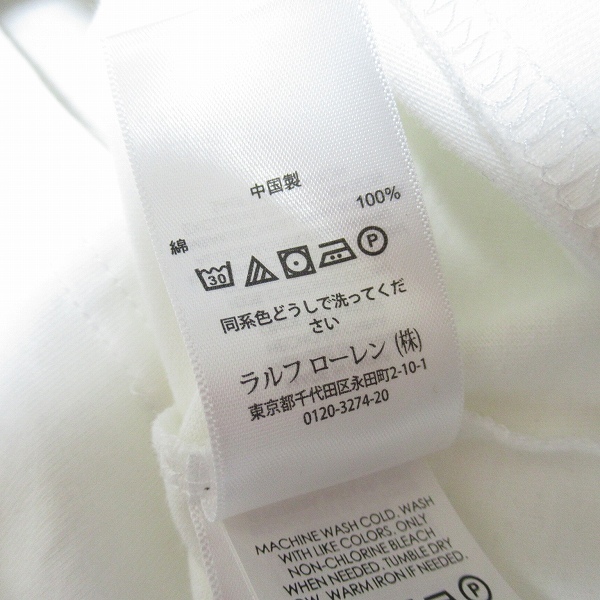 中国製
綿 100%
30 P
同系色どうしで洗ってくだ
さい
ラルフ ローレン (株)
東京都千代田区永田町2-10-1
0120-3274-20
MACHINE WASH COLD. WASH
WITH LIKE COLORS. ONLY
NON-CHLORINE BLEACH
WHEN NEEDED. TUMBLE DRY
LOW. WARM IRON IF NEEDED.